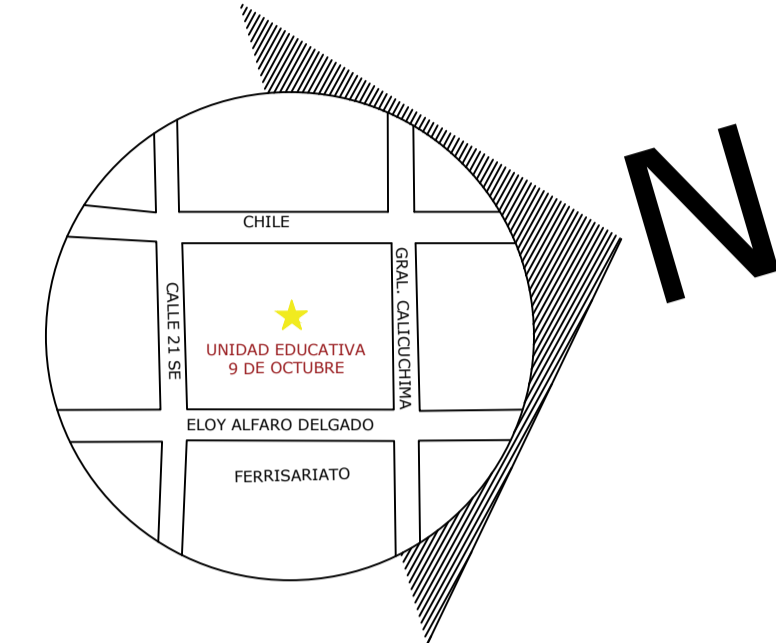 N
CHILE
CALLE 21 SE
GRAL. CALICUCHIMA
UNIDAD EDUCATIVA
9 DE OCTUBRE
ELOY ALFARO DELGADO
FERRISARIATO